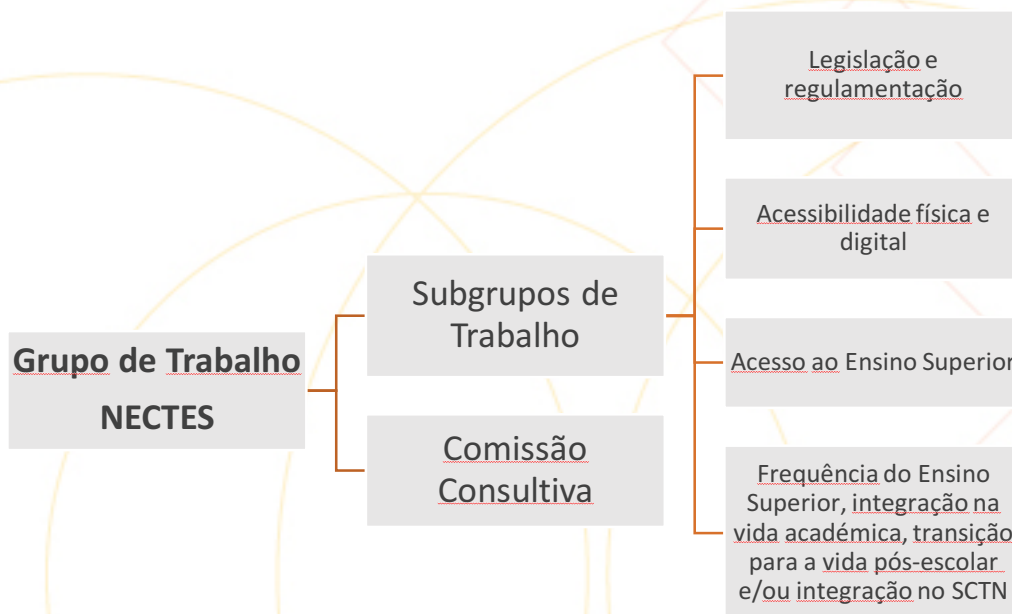 Grupo de Trabalho
NECTES
Subgrupos de
Trabalho
Comissão
Consultiva
Legislação e
regulamentação
Acessibilidade física e
digital
Acesso ao Ensino Superior
Frequência do Ensino
Superior, integração na
vida académica, transição
para a vida pós-escolar
e/ou integração no SCTN